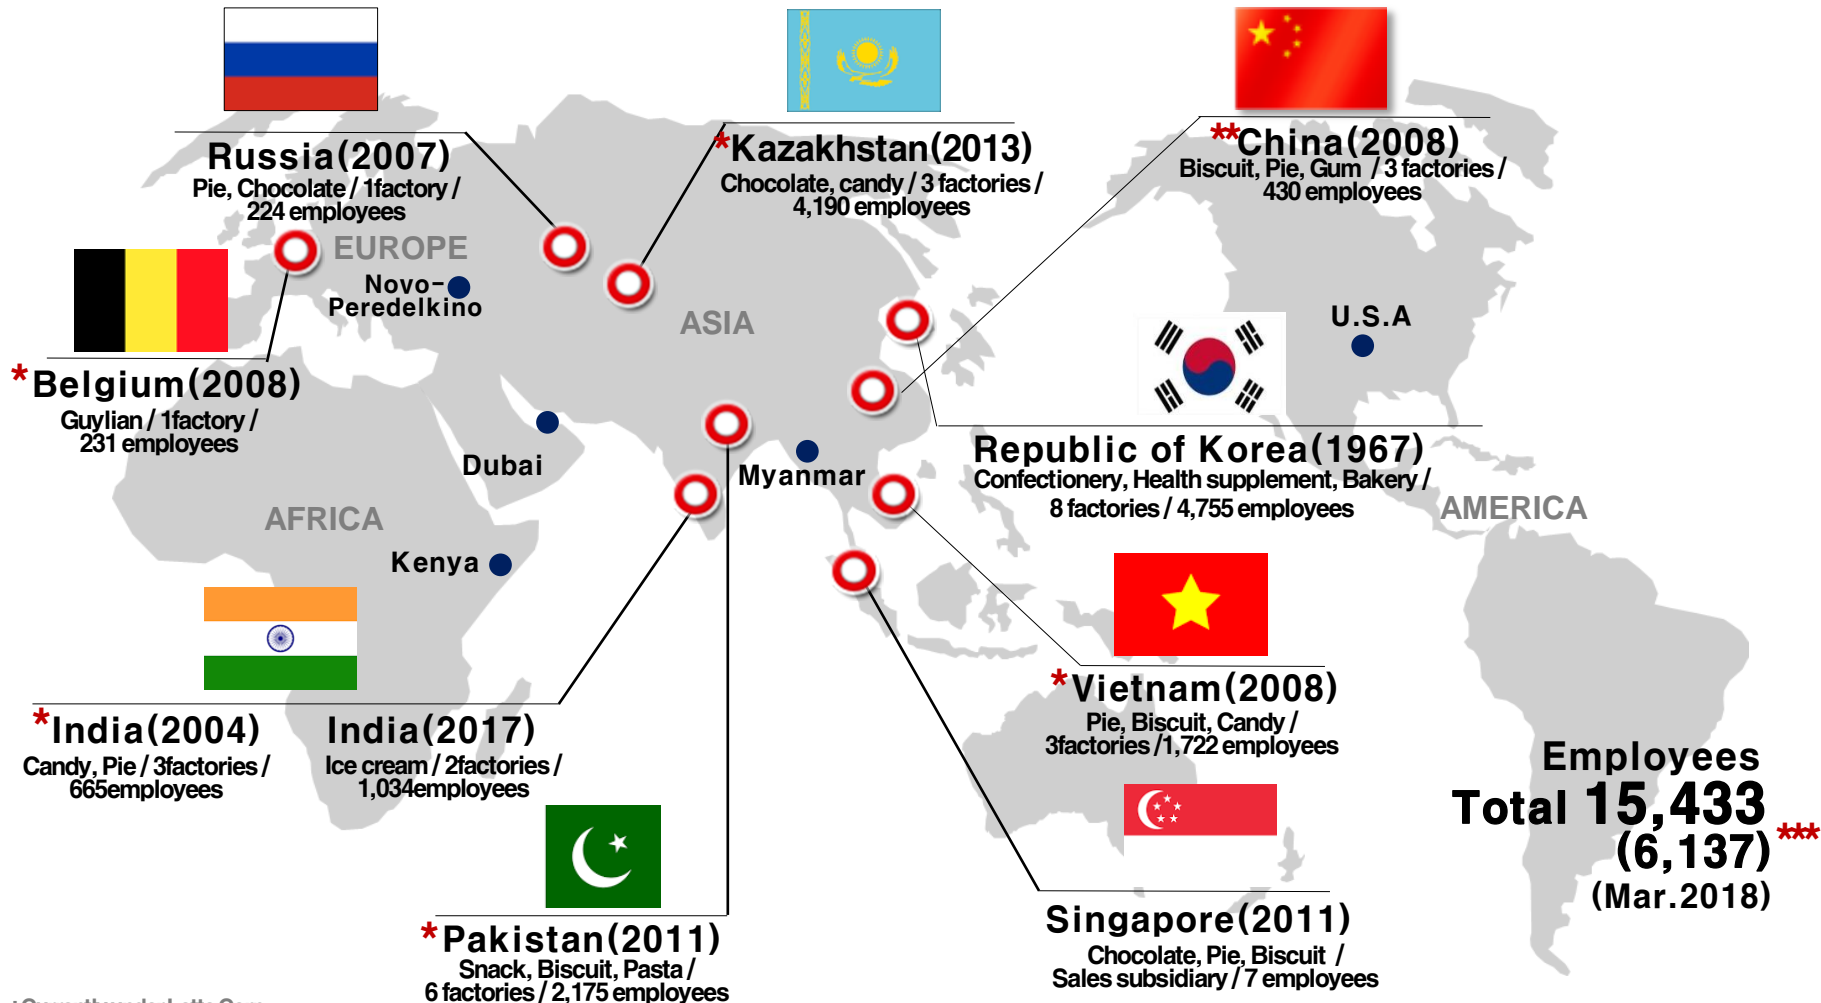 *Russia(2007)
Pie, Chocolate / 1factory /
224 employees
*Kazakhstan(2013)
Chocolate, candy / 3 factories /
4,190 employees
**China(2008)
Biscuit, Pie, Gum / 3 factories /
430 employees
EUROPE
Novo-
Peredelkino
ASIA
U.S.A
*Belgium(2008)
Guylian / 1factory /
231 employees
Dubai
Myanmar
Republic of Korea(1967)
Confectionery, Health supplement, Bakery /
8 factories / 4,755 employees
AFRICA
AMERICA
Kenya
*India(2004)
Candy, Pie / 3factories /
665employees
India(2017)
Ice cream / 2factories /
1,034employees
*Vietnam(2008)
Pie, Biscuit, Candy /
3factories /1,722 employees
Employees
Total 15,433
(6,137)***
(Mar.2018)
*Pakistan(2011)
Snack, Biscuit, Pasta /
6 factories / 2,175 employees
Singapore(2011)
Chocolate, Pie, Biscuit /
Sales subsidiary / 7 employees